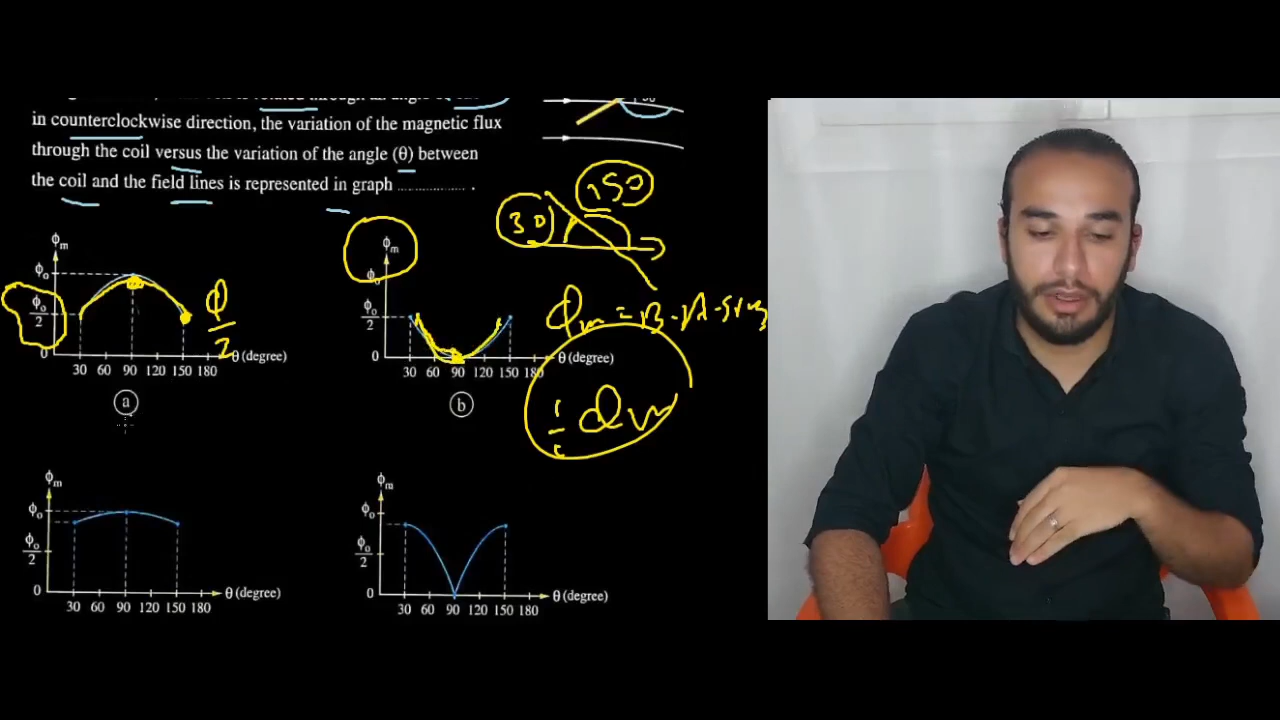 in counterclockwise direction, the variation of the magnetic flux
through the coil versus the variation of the angle (θ) between
the coil and the field lines is represented in graph .................. .
30
150
ϕm
ϕo
ϕo/2
0
30 60 90 120 150 180
θ (degree)
ϕ/2
a
ϕm
ϕo/2
0
30 60 90 120 150 180
θ (degree)
b
ϕm
ϕo
ϕo/2
0
30 60 90 120 150 180
θ (degree)
ϕm
ϕo
ϕo/2
0
30 60 90 120 150 180
θ (degree)